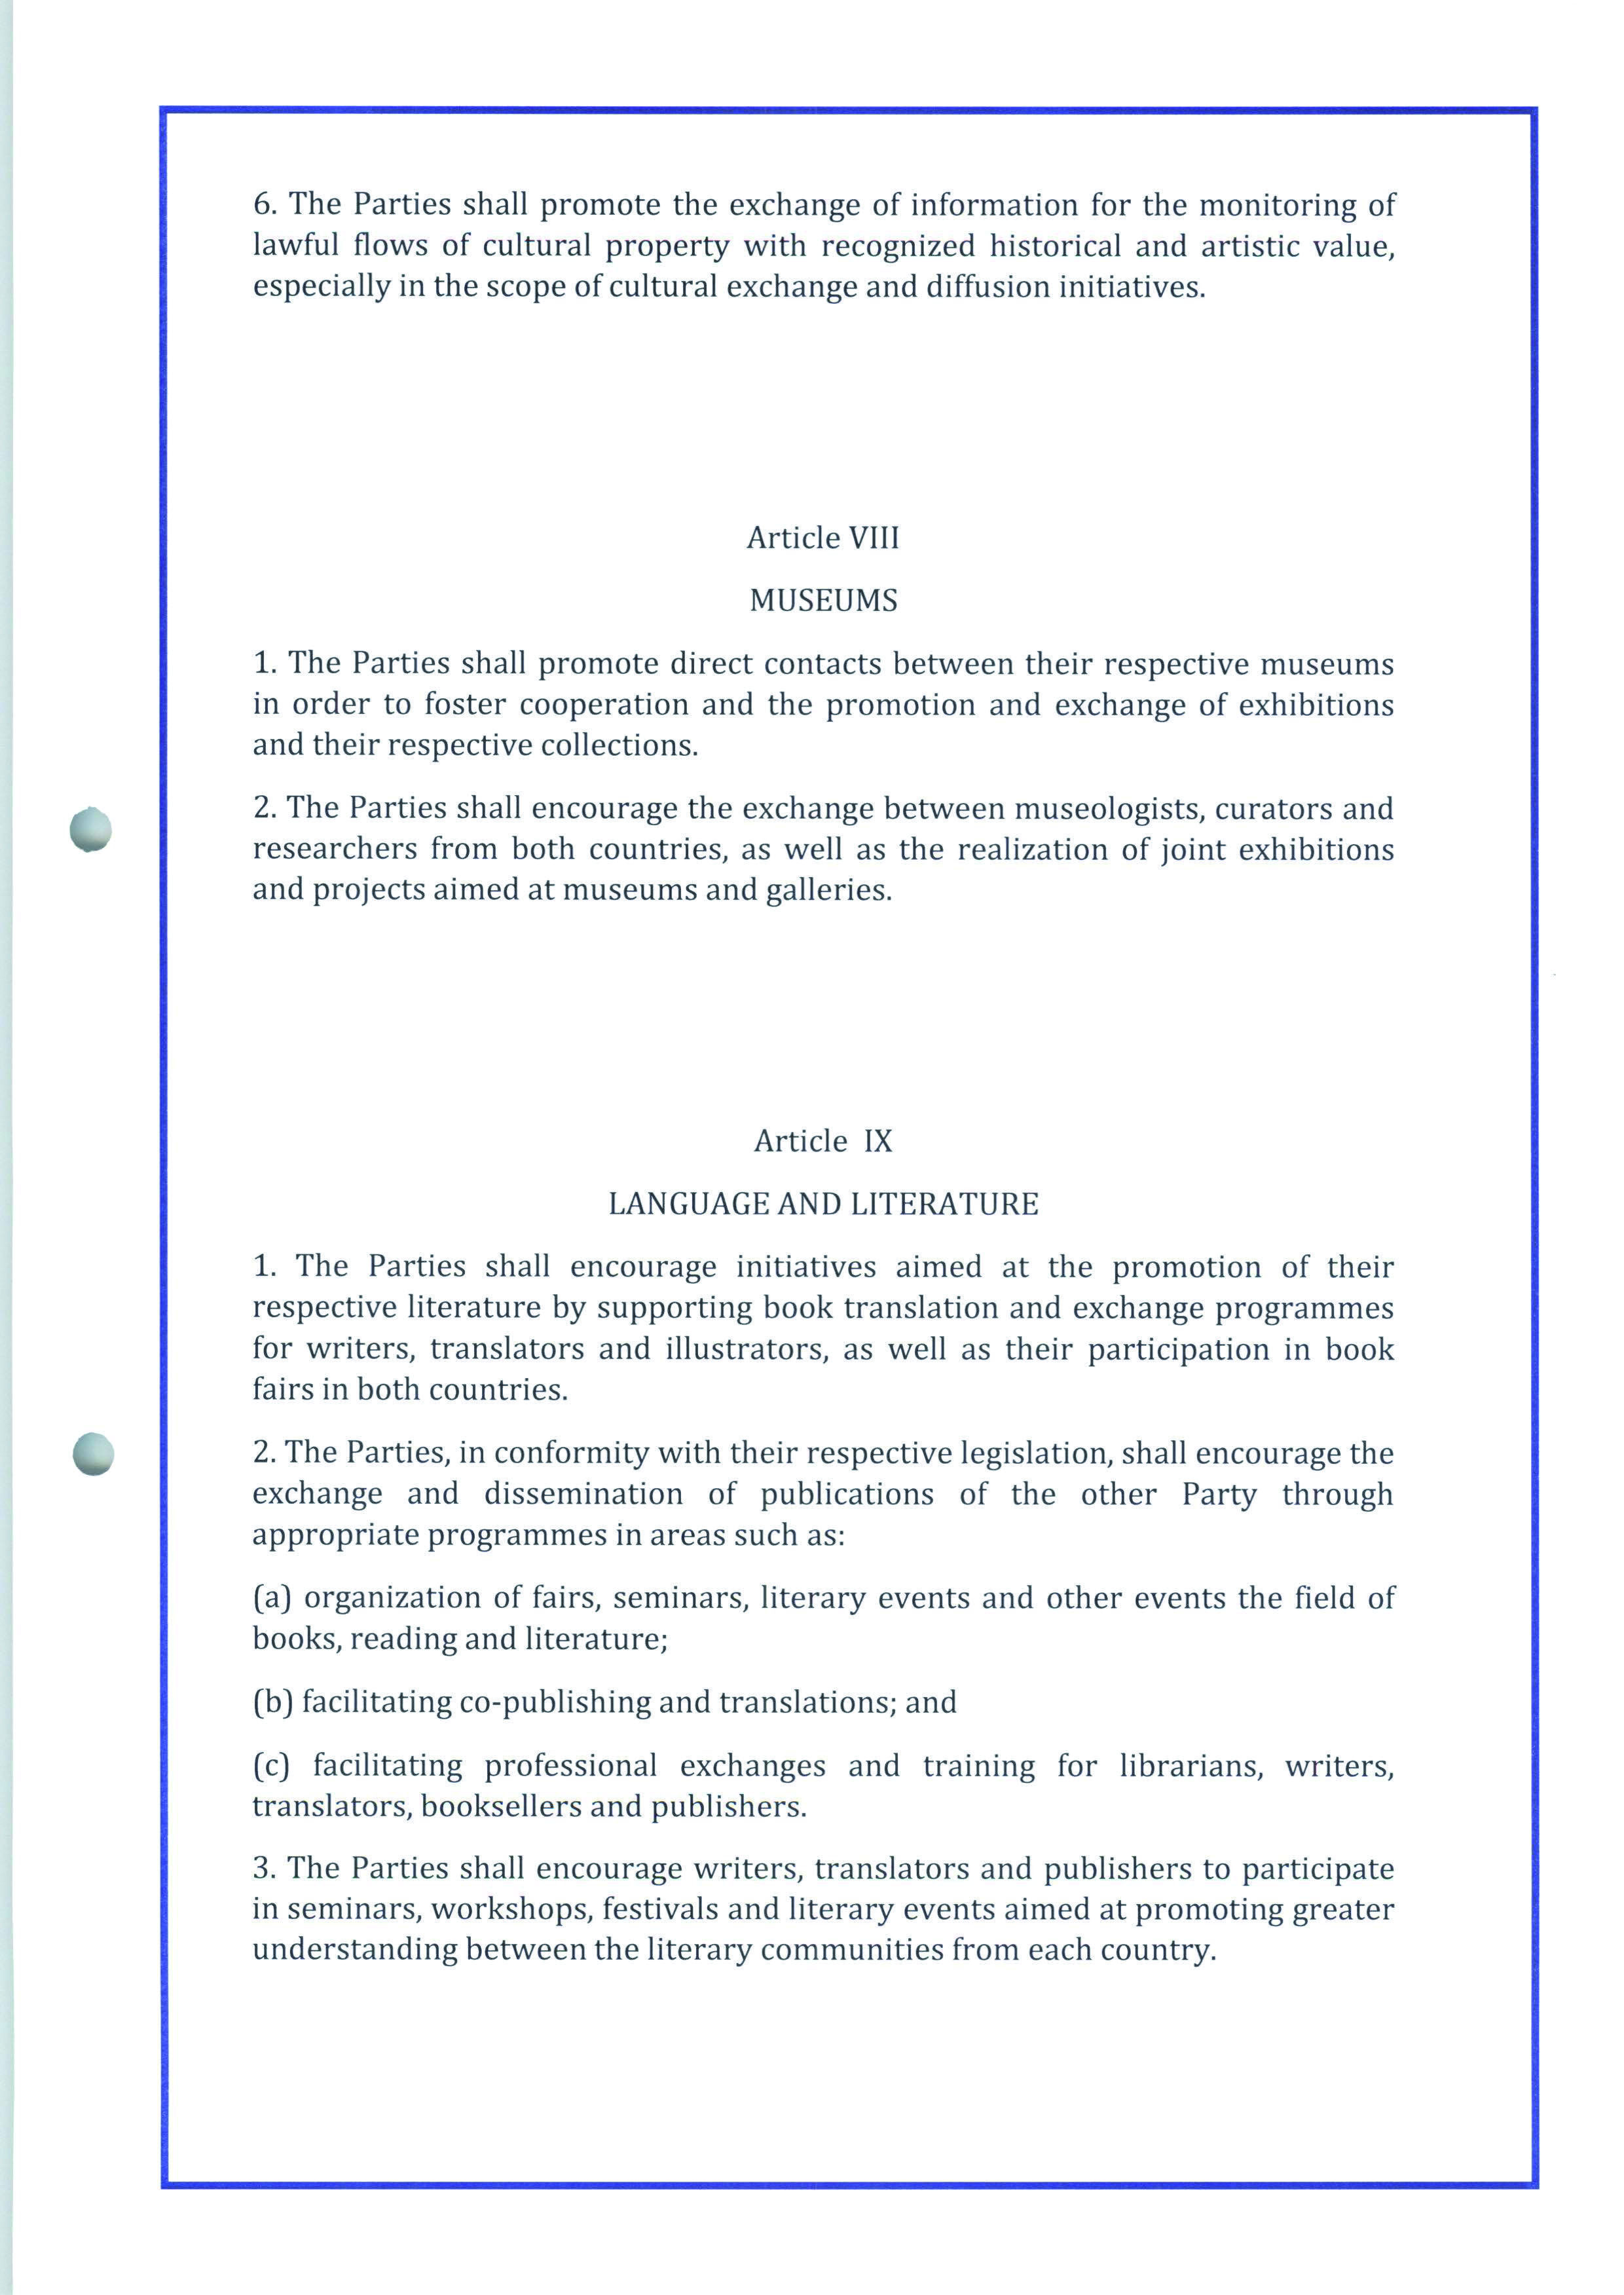 6. The Parties shall promote the exchange of information for the monitoring of
lawful flows of cultural property with recognized historical and artistic value,
especially in the scope of cultural exchange and diffusion initiatives.
Article VIII
MUSEUMS
1. The Parties shall promote direct contacts between their respective museums
in order to foster cooperation and the promotion and exchange of exhibitions
and their respective collections.
2. The Parties shall encourage the exchange between museologists, curators and
researchers from both countries, as well as the realization of joint exhibitions
and projects aimed at museums and galleries.
Article IX
LANGUAGE AND LITERATURE
1. The Parties shall encourage initiatives aimed at the promotion of their
respective literature by supporting book translation and exchange programmes
for writers, translators and illustrators, as well as their participation in book
fairs in both countries.
2. The Parties, in conformity with their respective legislation, shall encourage the
exchange and dissemination of publications of the other Party through
appropriate programmes in areas such as:
(a) organization of fairs, seminars, literary events and other events the field of
books, reading and literature;
(b) facilitating co-publishing and translations; and
(c) facilitating professional exchanges and training for librarians, writers,
translators, booksellers and publishers.
3. The Parties shall encourage writers, translators and publishers to participate
in seminars, workshops, festivals and literary events aimed at promoting greater
understanding between the literary communities from each country.